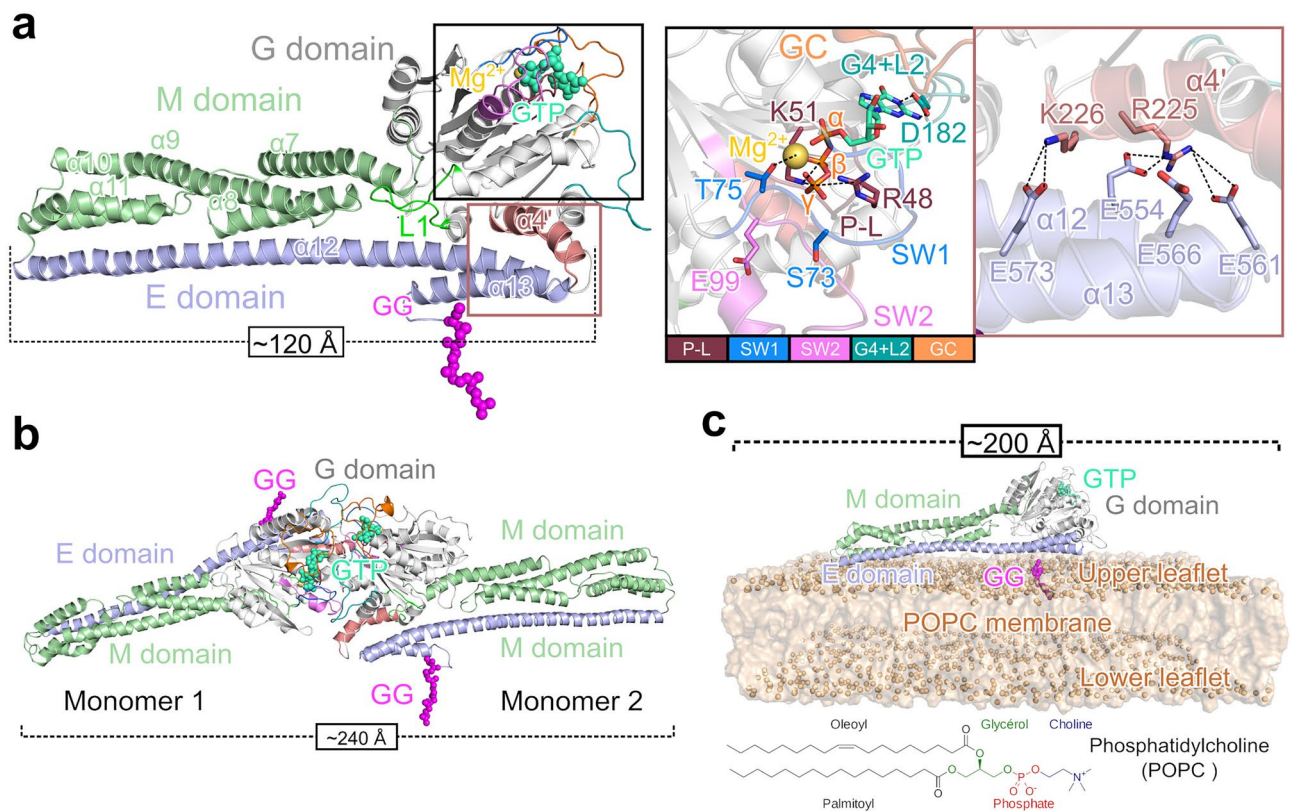 a
G domain
Mg2+
GTP
M domain
α9
α7
α10
α11
α8
L1
α4'
α12
α13
E domain
GG
~120 Å
GC
G4+L2
K51
α
D182
Mg2+
GTP
β
T75
γ
R48
P-L
SW1
E99
S73
SW2
P-L SW1 SW2 G4+L2 GC
α4'
K226
R225
α12
E554
E573
E566
E561
α13
b
GG
G domain
M domain
E domain
GTP
M domain
M domain
GG
Monomer 1
Monomer 2
~240 Å
c
~200 Å
GTP
M domain
G domain
E domain
GG
Upper leaflet
POPC membrane
Lower leaflet
Oleoyl
Glycérol
Choline
O
O
O
O
O
P
O
N+
O
O-
Phosphatidylcholine
(POPC )
Palmitoyl
Phosphate